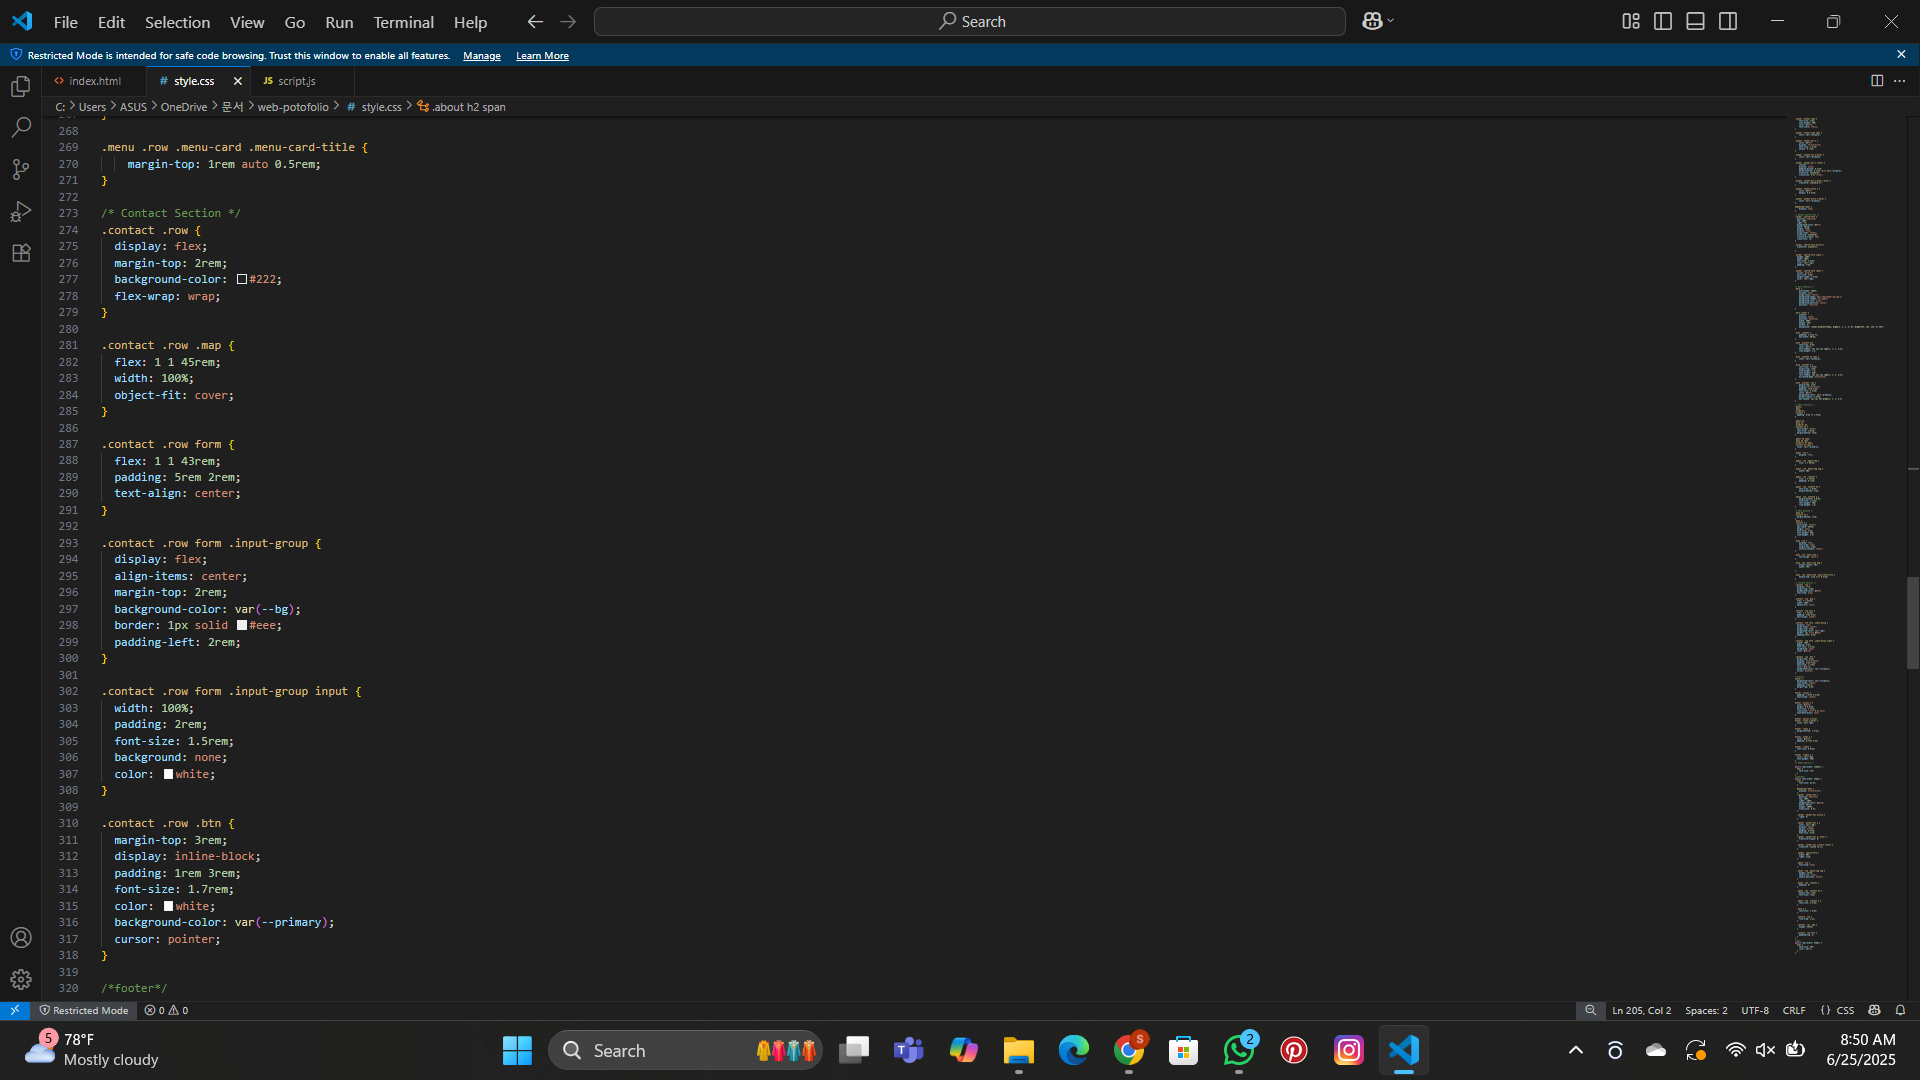 File Edit Selection View Go Run Terminal Help
Search
Restricted Mode is intended for safe code browsing. Trust this window to enable all features. Manage Learn More
index.html
# style.css
JS script.js
C: > Users > ASUS > OneDrive > 문서 > web-potofolio > # style.css > .about h2 span
268
269 .menu .row .menu-card .menu-card-title {
270 margin-top: 1rem auto 0.5rem;
271 }
272
273 /* Contact Section */
274 .contact .row {
275 display: flex;
276 margin-top: 2rem;
277 background-color: #222;
278 flex-wrap: wrap;
279 }
280
281 .contact .row .map {
282 flex: 1 1 45rem;
283 width: 100%;
284 object-fit: cover;
285 }
286
287 .contact .row form {
288 flex: 1 1 43rem;
289 padding: 5rem 2rem;
290 text-align: center;
291 }
292
293 .contact .row form .input-group {
294 display: flex;
295 align-items: center;
296 margin-top: 2rem;
297 background-color: var(--bg);
298 border: 1px solid #eee;
299 padding-left: 2rem;
300 }
301
302 .contact .row form .input-group input {
303 width: 100%;
304 padding: 2rem;
305 font-size: 1.5rem;
306 background: none;
307 color: white;
308 }
309
310 .contact .row .btn {
311 margin-top: 3rem;
312 display: inline-block;
313 padding: 1rem 3rem;
314 font-size: 1.7rem;
315 color: white;
316 background-color: var(--primary);
317 cursor: pointer;
318 }
319
320 /*footer*/
Restricted Mode 0 0
Ln 205, Col 2 Spaces: 2 UTF-8 CRLF {} CSS
5
78°F
Mostly cloudy
Search
S
2
8:50 AM
6/25/2025